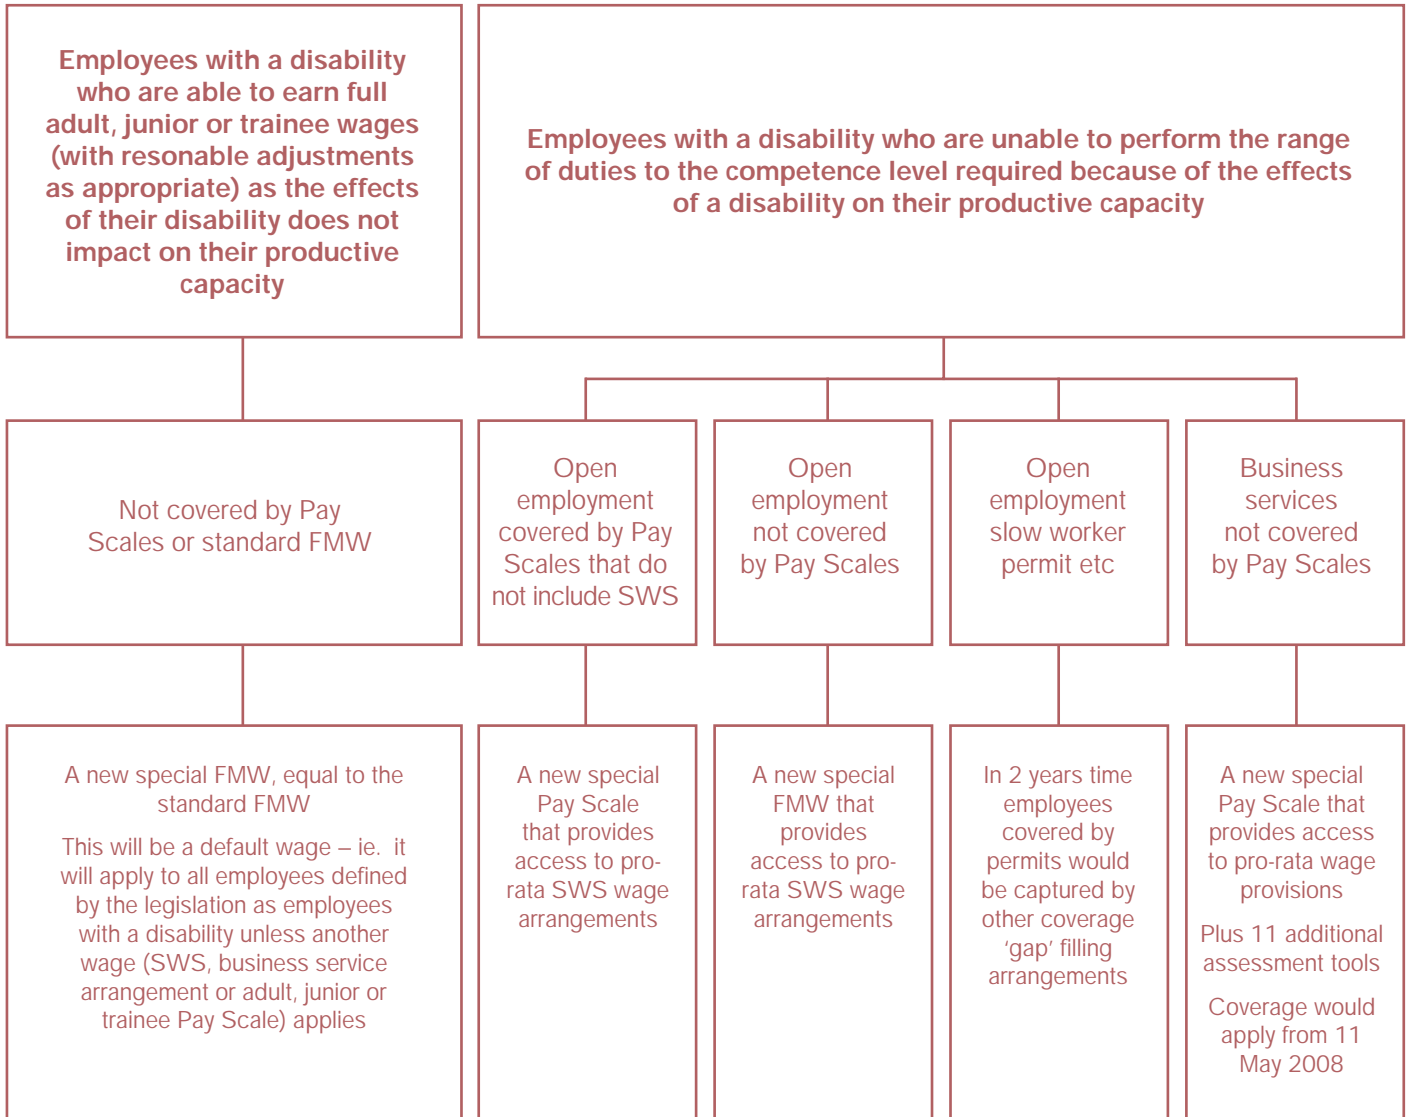 Employees with a disability
who are able to earn full
adult, junior or trainee wages
(with resonable adjustments
as appropriate) as the effects
of their disability does not
impact on their productive
capacity
Employees with a disability who are unable to perform the range
of duties to the competence level required because of the effects
of a disability on their productive capacity
Not covered by Pay
Scales or standard FMW
Open
employment
covered by Pay
Scales that do
not include SWS
Open
employment
not covered
by Pay Scales
Open
employment
slow worker
permit etc
Business
services
not covered
by Pay Scales
A new special FMW, equal to the
standard FMW
This will be a default wage – ie. it
will apply to all employees defined
by the legislation as employees
with a disability unless another
wage (SWS, business service
arrangement or adult, junior or
trainee Pay Scale) applies
A new special
Pay Scale
that provides
access to pro-
rata SWS wage
arrangements
A new special
FMW that
provides
access to pro-
rata SWS wage
arrangements
In 2 years time
employees
covered by
permits would
be captured by
other coverage
‘gap’ filling
arrangements
A new special
Pay Scale that
provides access
to pro-rata wage
provisions
Plus 11 additional
assessment tools
Coverage would
apply from 11
May 2008